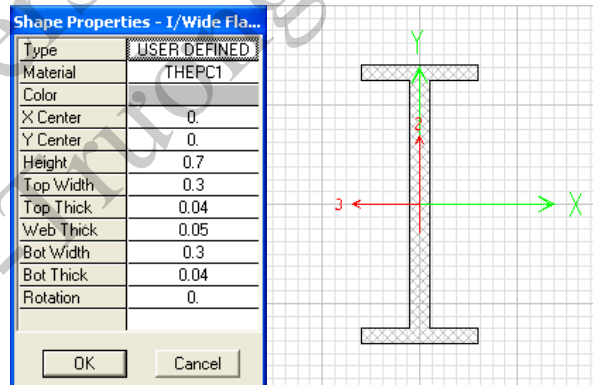 Shape Properties - I/Wide Fla...
Type USER DEFINED
Material THEPC1
Color
X Center 0.
Y Center 0.
Height 0.7
Top Width 0.3
Top Thick 0.04
Web Thick 0.05
Bot Width 0.3
Bot Thick 0.04
Rotation 0.
OK Cancel
Y
2
3 X